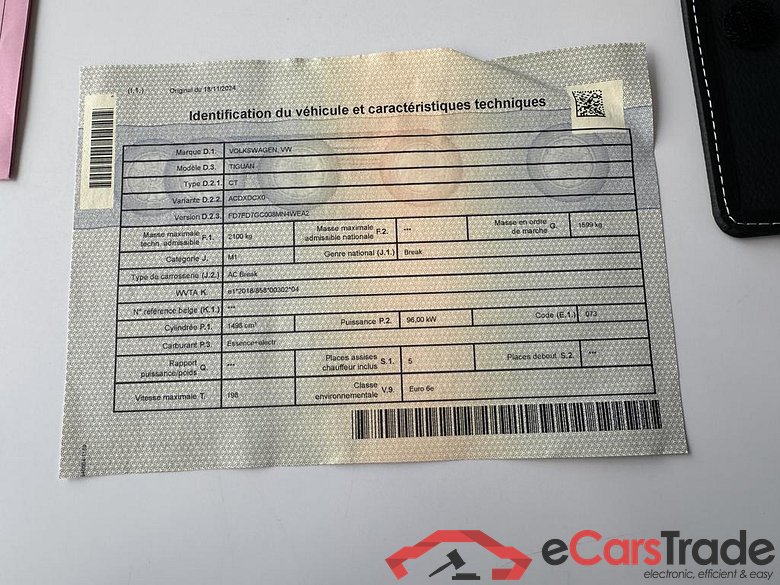 (I.1.) Original du 18/11/2024
Identification du véhicule et caractéristiques techniques
Marque D.1. VOLKSWAGEN, VW
Modèle D.3. TIGUAN
Type D.2.1. CT
Variante D.2.2. ACDXDCX0
Version D.2.3. FD7FD7GC008MN4WEA2
Masse maximale techn. admissible F.1. 2100 kg Masse maximale admissible nationale F.2. --- Masse en ordre de marche G. 1599 kg
Catégorie J. M1 Genre national (J.1.) Break
Type de carrosserie (J.2.) AC Break
WVTA K. e1*2018/858*00302*04
N° référence belge (K.1.) ---
Cylindrée P.1. 1498 cm³ Puissance P.2. 96,00 kW Code (E.1.) 073
Carburant P.3. Essence+electr
Rapport puissance/poids Q. --- Places assises chauffeur inclus S.1. 5 Places debout S.2. ---
Vitesse maximale T. 198 Classe environnementale V.9. Euro 6e
eCarsTrade
electronic, efficient & easy